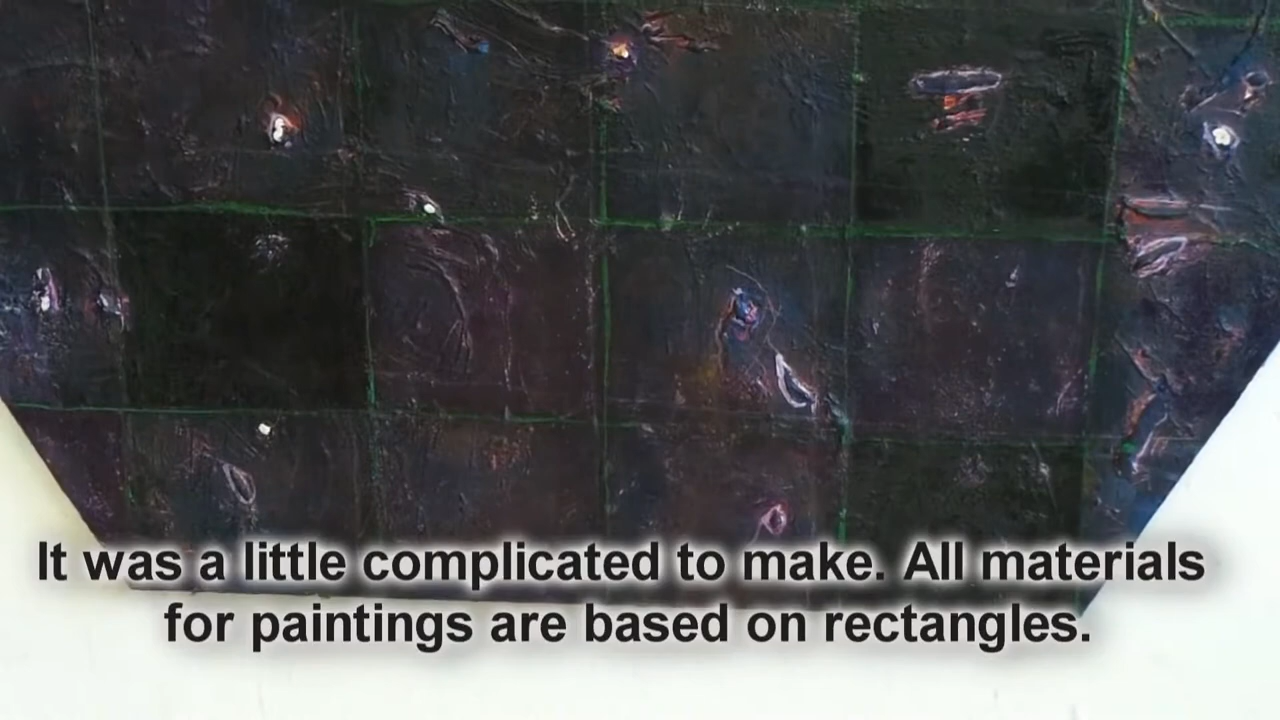 It was a little complicated to make. All materials
for paintings are based on rectangles.